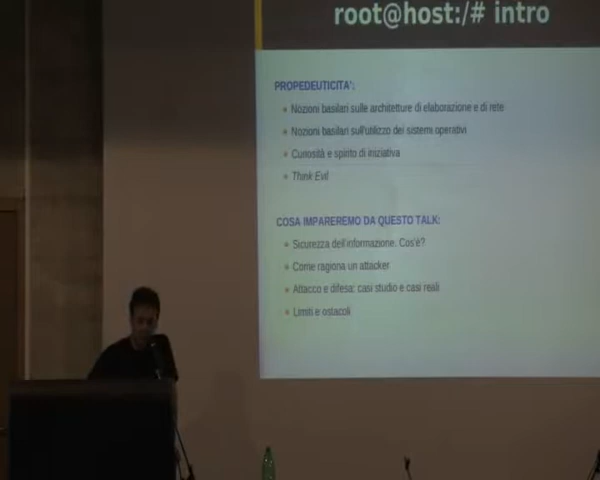 root@host:/# intro
PROPEDEUTICITA':
Nozioni basilari sulle architetture di elaborazione e di rete
Nozioni basilari sull'utilizzo dei sistemi operativi
Curiosità e spirito di iniziativa
Think Evil
COSA IMPAREREMO DA QUESTO TALK:
Sicurezza dell'informazione. Cos'è?
Come ragiona un attacker
Attacco e difesa: casi studio e casi reali
Limiti e ostacoli